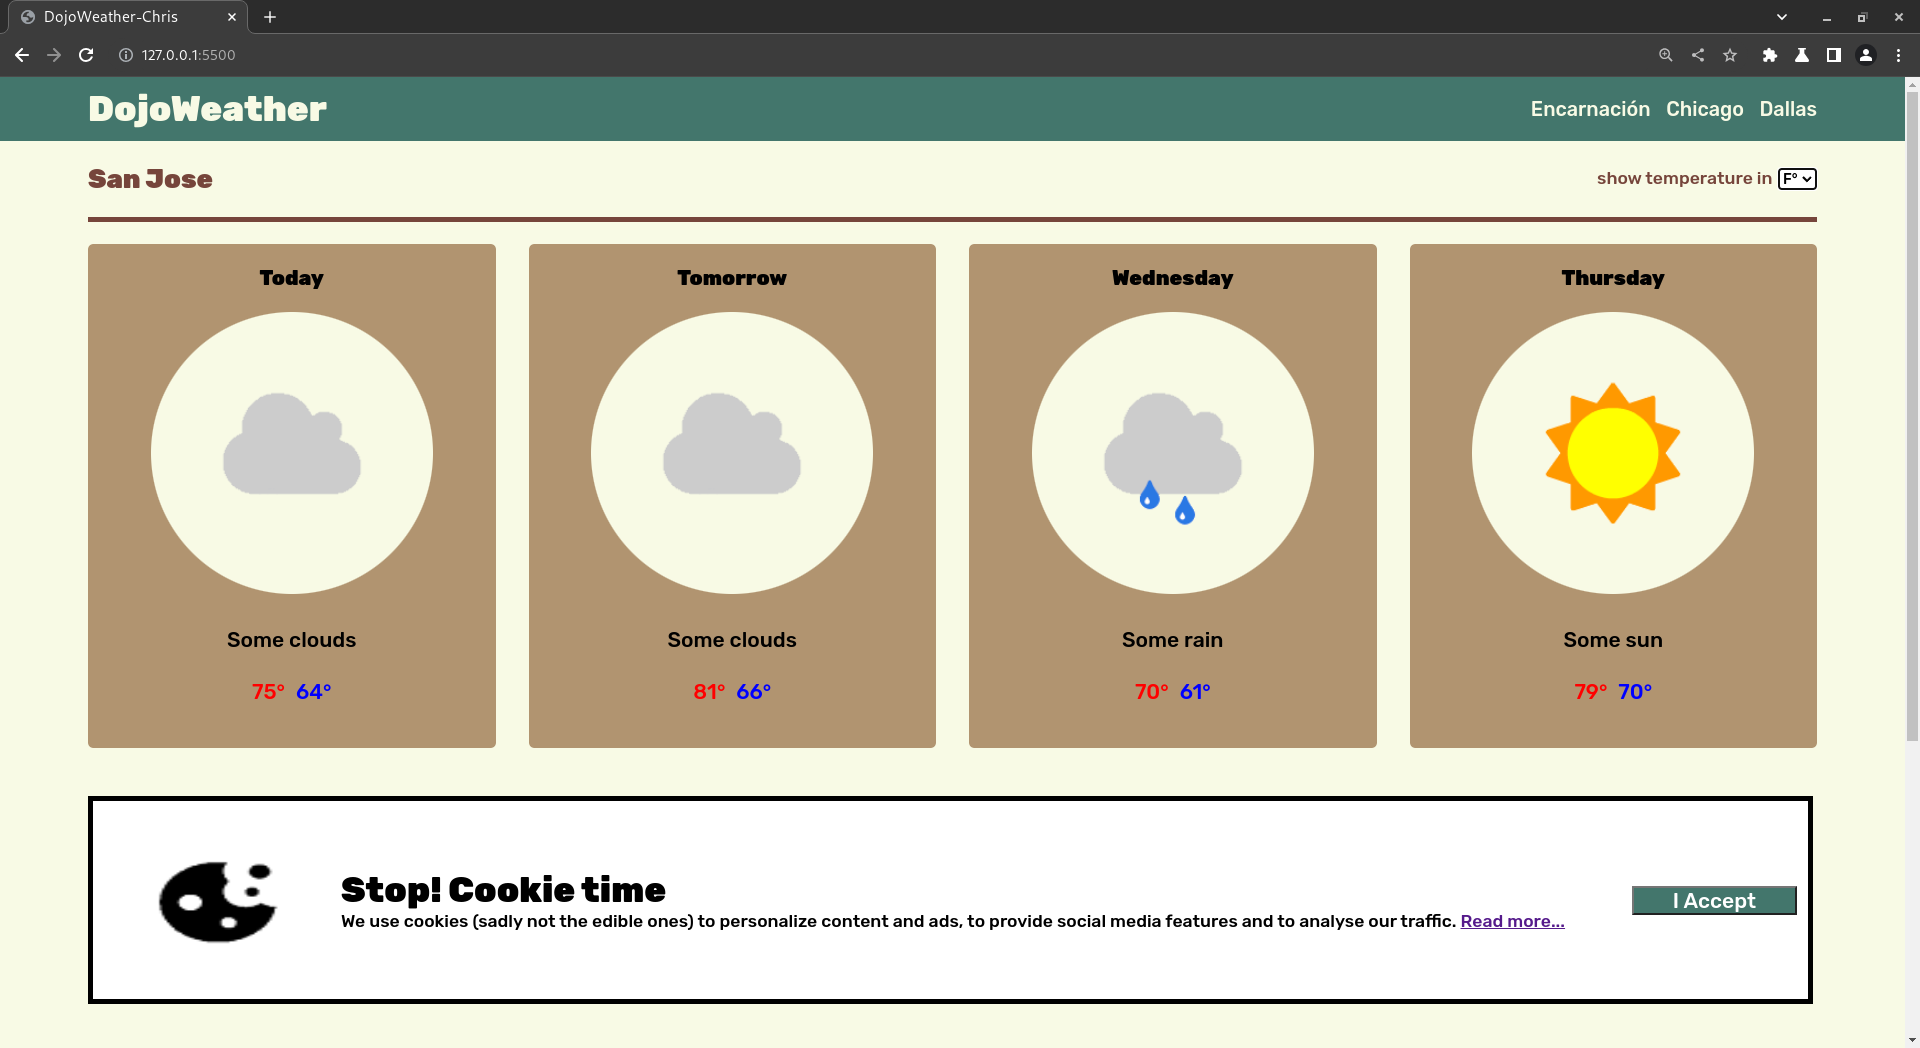 DojoWeather-Chris
127.0.0.1:5500
DojoWeather
Encarnación Chicago Dallas
San Jose
show temperature in F°
Today
Tomorrow
Wednesday
Thursday
Some clouds
Some clouds
Some rain
Some sun
75° 64°
81° 66°
70° 61°
79° 70°
Stop! Cookie time
We use cookies (sadly not the edible ones) to personalize content and ads, to provide social media features and to analyse our traffic. Read more...
I Accept